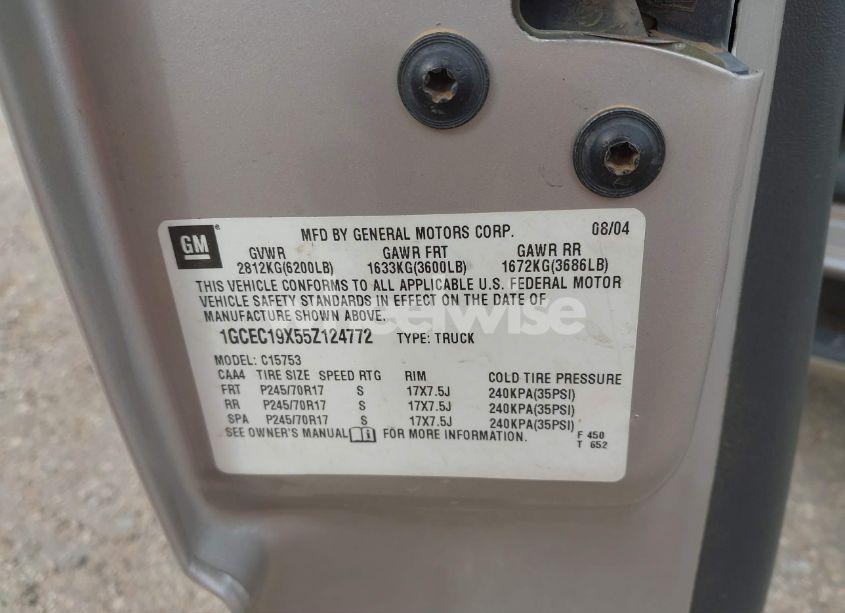 GM
MFD BY GENERAL MOTORS CORP. 08/04
GVWR GAWR FRT GAWR RR
2812KG(6200LB) 1633KG(3600LB) 1672KG(3686LB)
THIS VEHICLE CONFORMS TO ALL APPLICABLE U.S. FEDERAL MOTOR
VEHICLE SAFETY STANDARDS IN EFFECT ON THE DATE OF
MANUFACTURE SHOWN ABOVE.
1GCEC19X55Z124772 TYPE: TRUCK
MODEL: C15753
CAA4 TIRE SIZE SPEED RTG RIM COLD TIRE PRESSURE
FRT P245/70R17 S 17X7.5J 240KPA(35PSI)
RR P245/70R17 S 17X7.5J 240KPA(35PSI)
SPA P245/70R17 S 17X7.5J 240KPA(35PSI)
SEE OWNER'S MANUAL FOR MORE INFORMATION.
F 450
T 652